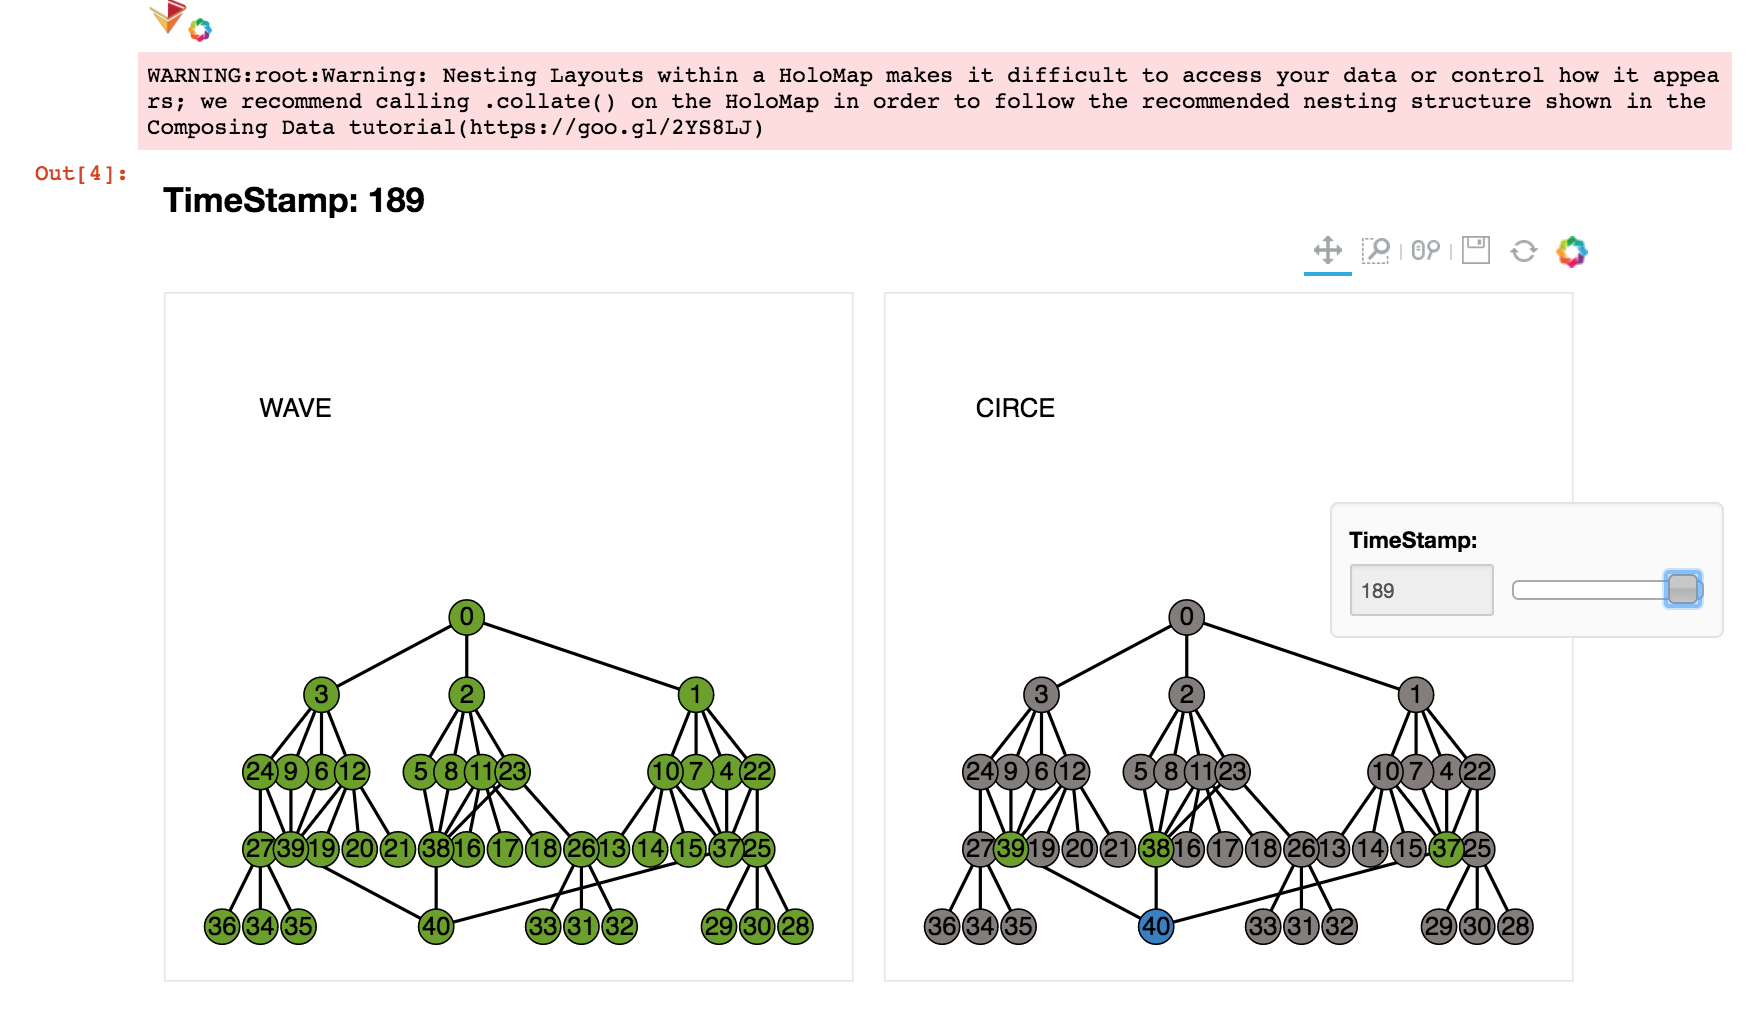 WARNING:root:Warning: Nesting Layouts within a HoloMap makes it difficult to access your data or control how it appea
rs; we recommend calling .collate() on the HoloMap in order to follow the recommended nesting structure shown in the
Composing Data tutorial(https://goo.gl/2YS8LJ)
Out[4]:
TimeStamp: 189
WAVE
0
3 2 1
24 9 6 12 5 8 11 23 10 7 4 22
27 39 19 20 21 38 16 17 18 26 13 14 15 37 25
36 34 35 40 33 31 32 29 30 28
CIRCE
0
3 2 1
24 9 6 12 5 8 11 23 10 7 4 22
27 39 19 20 21 38 16 17 18 26 13 14 15 37 25
36 34 35 40 33 31 32 29 30 28
TimeStamp:
189